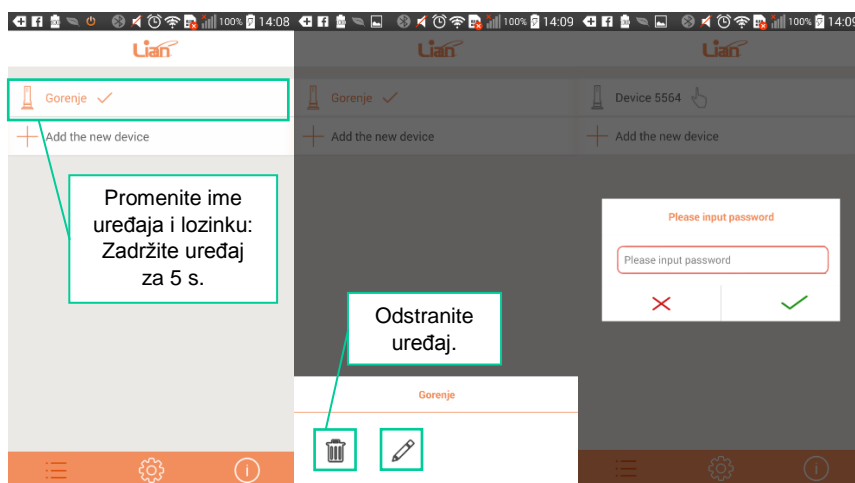 100% 14:08
Lian
Gorenje
Add the new device
Promenite ime
uređaja i lozinku:
Zadržite uređaj
za 5 s.
100% 14:09
Lian
Gorenje
Add the new device
Odstranite
uređaj.
Gorenje
100% 14:09
Lian
Device 5564
Add the new device
Please input password
Please input password